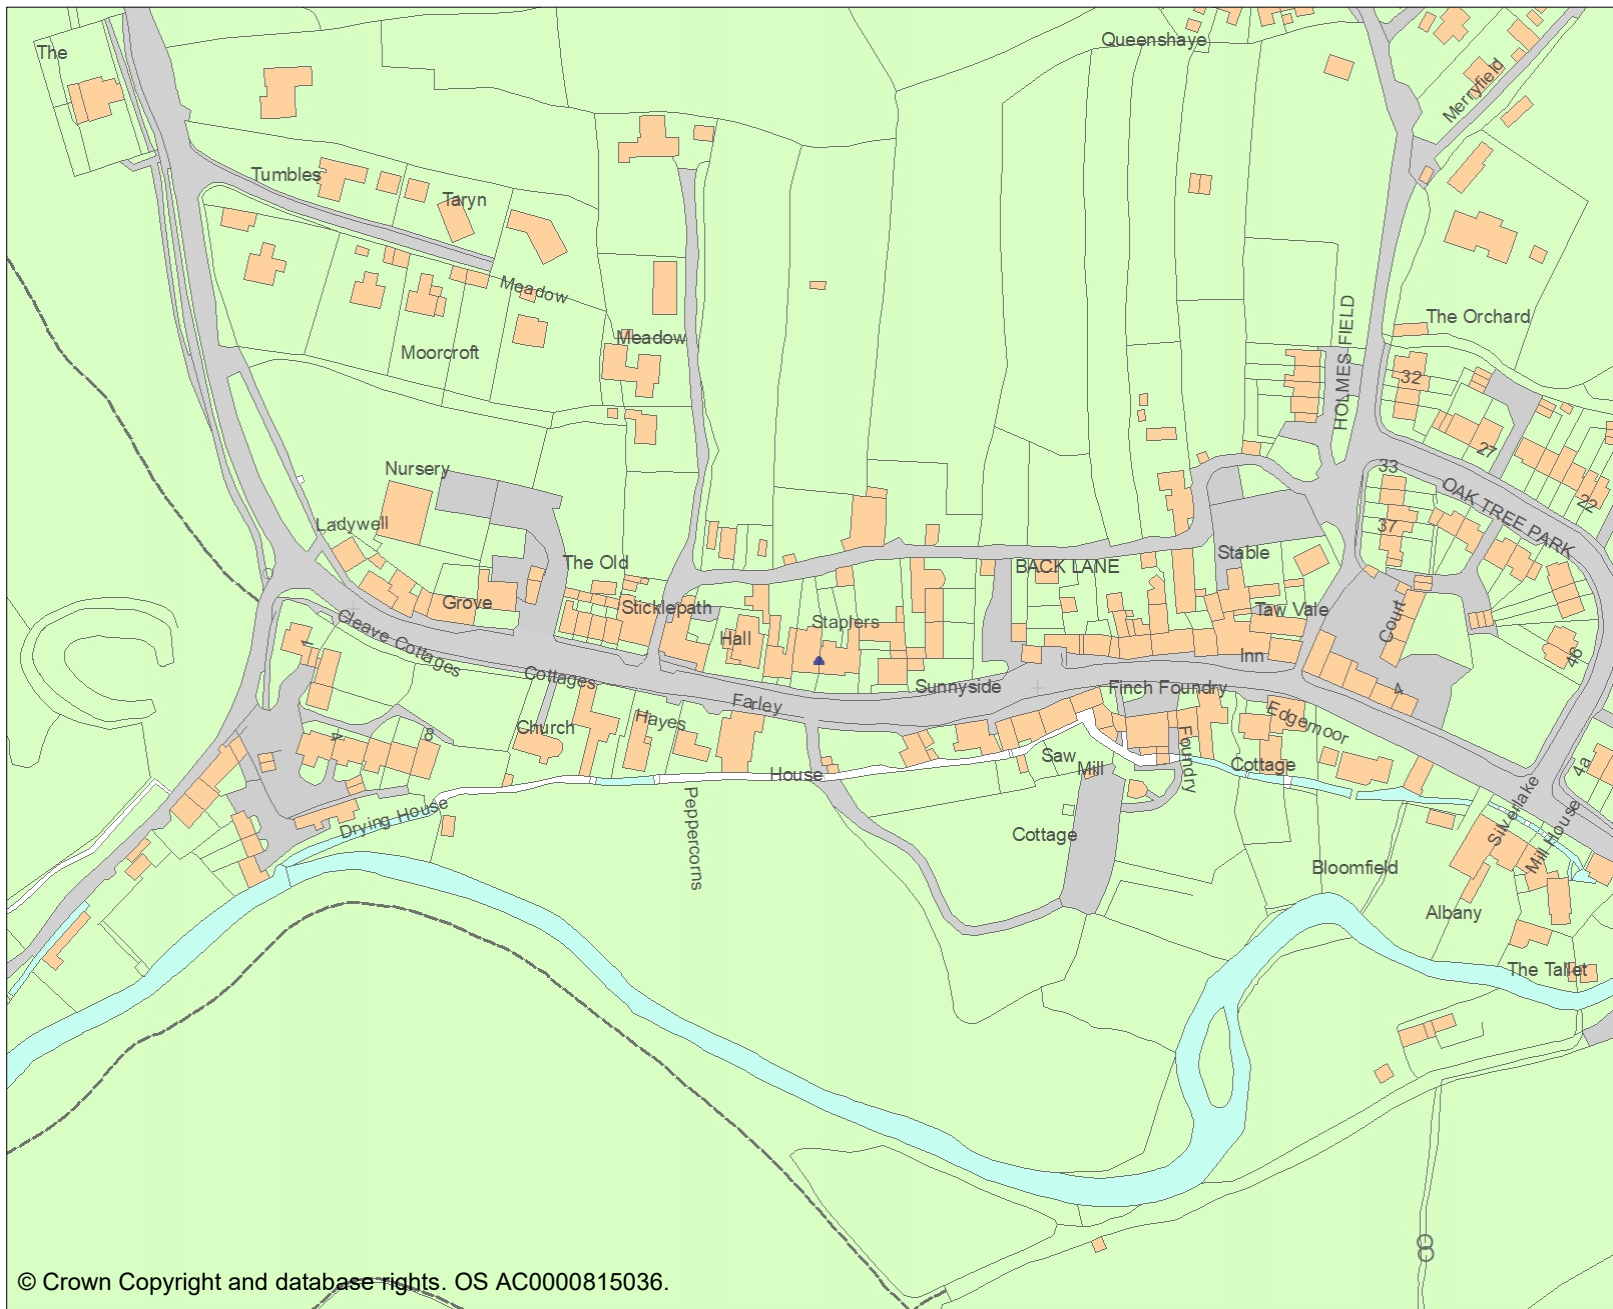 The
Queenshaye
Merryfield
Tumbles
Taryn
Meadow
The Orchard
HOLMES FIELD
Meadow
Moorcroft
32
27
33
Nursery
OAK TREE PARK
22
37
Ladywell
The Old
Stable
BACK LANE
Grove
Sticklepath
Taw Vale
Court
Cleave Cottages
Hall
Staplers
1
Inn
46
Cottages
Sunnyside
Finch Foundry
4
Farley
Hayes
Edgemoor
Church
4
8
Saw
Mill
Foundry
Cottage
4a
House
Drying House
Peppercorns
Cottage
Silverlake
Mill House
Bloomfield
Albany
The Tallet
© Crown Copyright and database rights. OS AC0000815036.